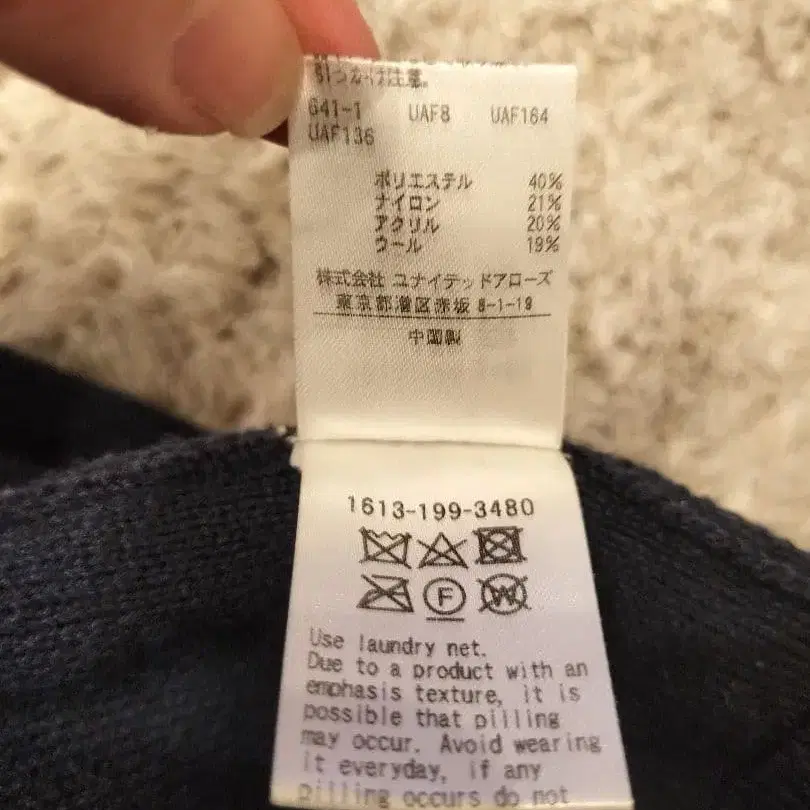 引っかけ注意。
641-1 UAF8 UAF164
UAF136
ポリエステル 40%
ナイロン 21%
アクリル 20%
ウール 19%
株式会社 ユナイテッドアローズ
東京都港区赤坂 8-1-19
中国製
1613-199-3480
F
W
Use laundry net.
Due to a product with an
emphasis texture, it is
possible that pilling
may occur. Avoid wearing
it everyday, if any
pilling occurs do not